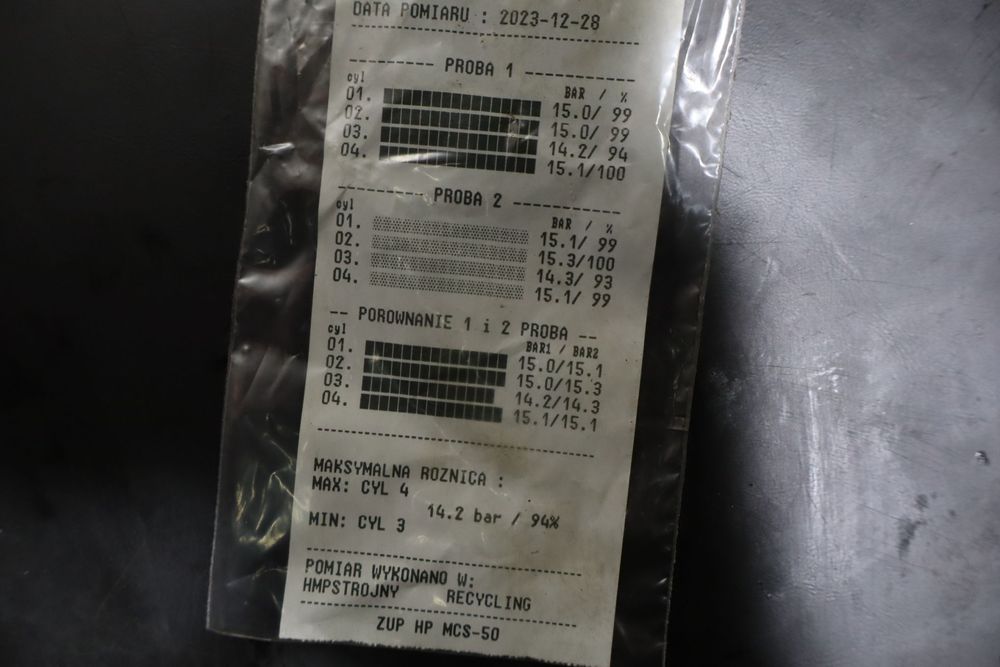 DATA POMIARU : 2023-12-28
---------- PROBA 1 ----------
cyl BAR / %
01. 15.0/ 99
02. 15.0/ 99
03. 14.2/ 94
04. 15.1/100
---------- PROBA 2 ----------
cyl BAR / %
01. 15.1/ 99
02. 15.3/100
03. 14.3/ 93
04. 15.1/ 99
-- POROWNANIE 1 i 2 PROBA --
cyl BAR1 / BAR2
01. 15.0/15.1
02. 15.0/15.3
03. 14.2/14.3
04. 15.1/15.1
MAKSYMALNA ROZNICA :
MAX: CYL 4
14.2 bar / 94%
MIN: CYL 3
POMIAR WYKONANO W:
HMPSTROJNY RECYCLING
ZUP HP MCS-50